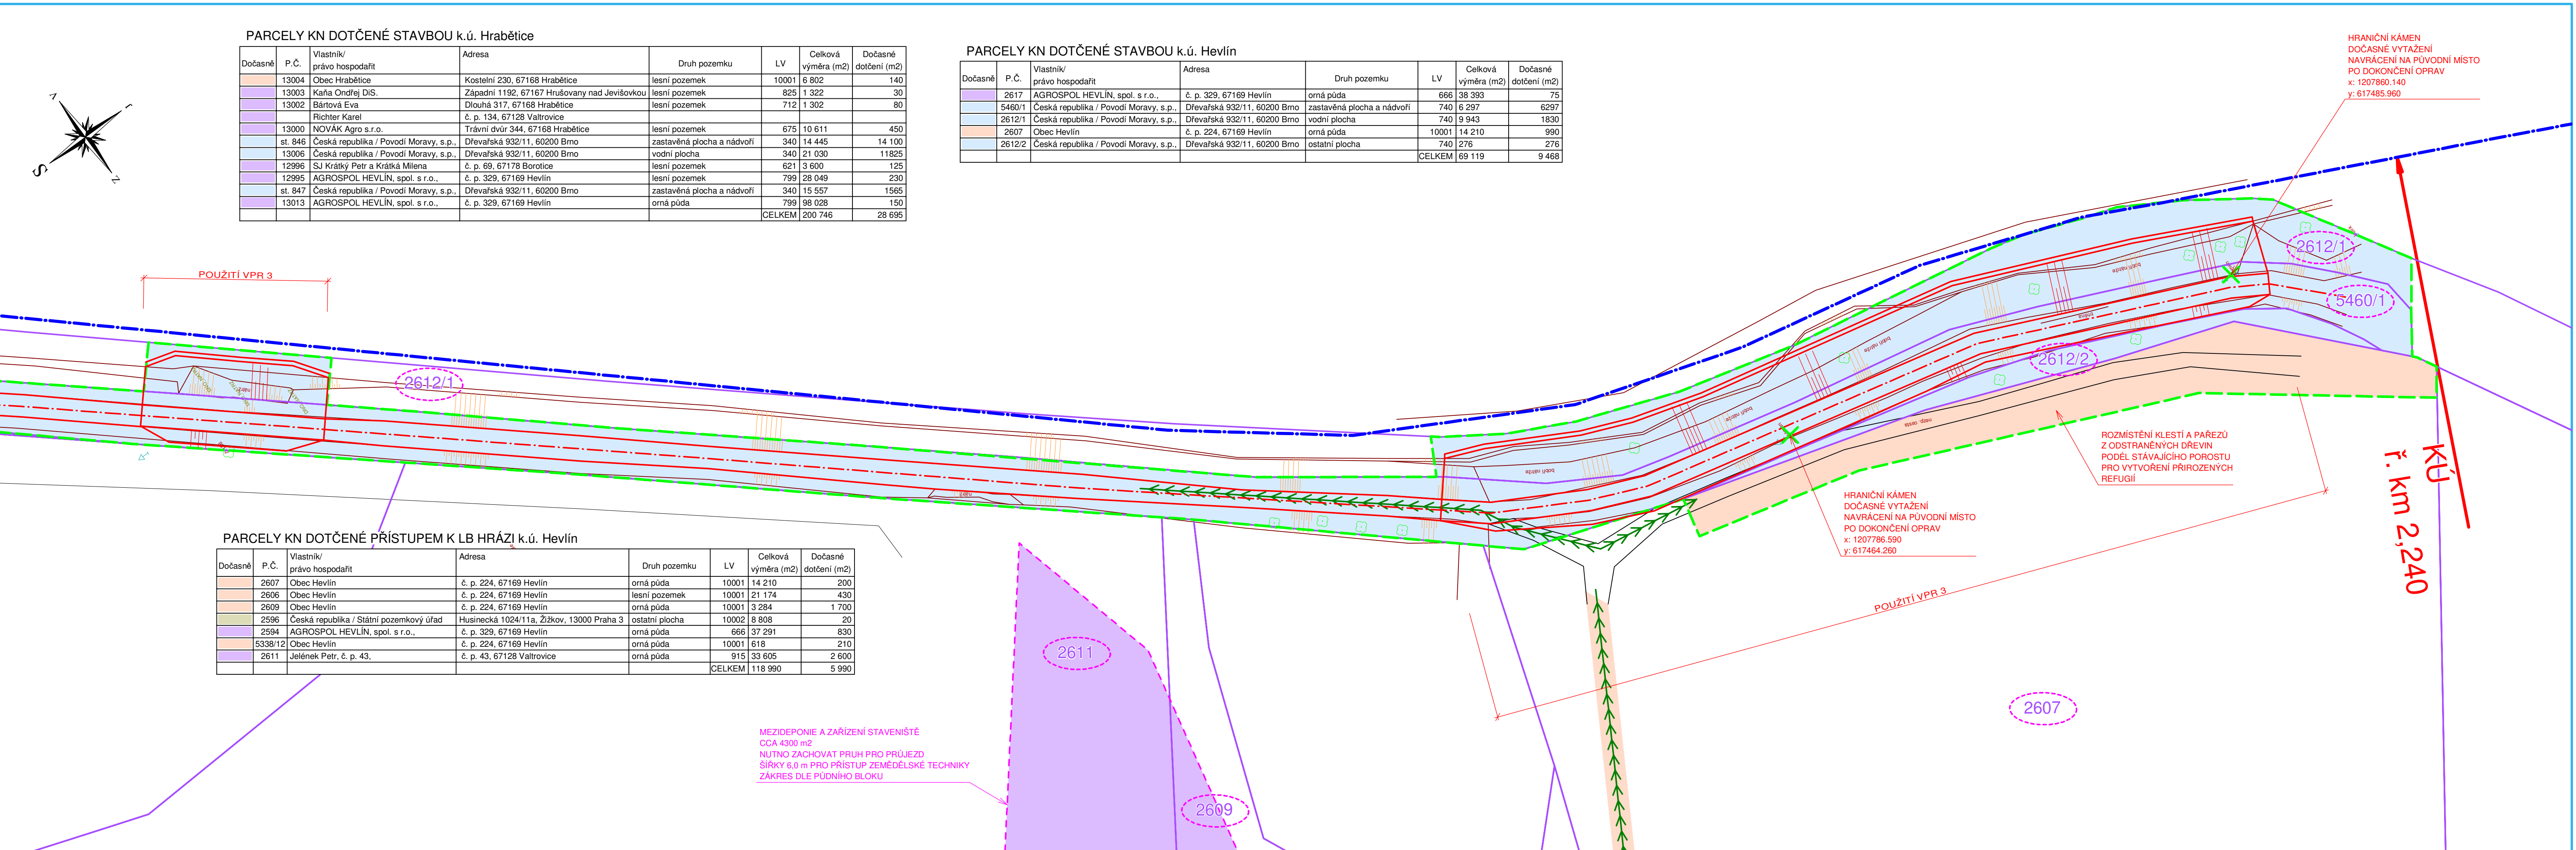 PARCELY KN DOTČENÉ STAVBOU k.ú. Hrabětice
Dočasně P.Č. Vlastník/ právo hospodařit Adresa Druh pozemku LV Celková výměra (m2) Dočasné dotčení (m2)
13004 Obec Hrabětice Kostelní 230, 67168 Hrabětice lesní pozemek 10001 6 802 140
13003 Kaňa Ondřej DiS. Západní 1192, 67167 Hrušovany nad Jevišovkou lesní pozemek 825 1 322 30
13002 Bártová Eva Dlouhá 317, 67168 Hrabětice lesní pozemek 712 1 302 80
Richter Karel č. p. 134, 67128 Valtrovice
13000 NOVÁK Agro s.r.o. Trávní dvůr 344, 67168 Hrabětice lesní pozemek 675 10 611 450
st. 846 Česká republika / Povodí Moravy, s.p., Dřevařská 932/11, 60200 Brno zastavěná plocha a nádvoří 340 14 445 14 100
13006 Česká republika / Povodí Moravy, s.p., Dřevařská 932/11, 60200 Brno vodní plocha 340 21 030 11825
12996 SJ Krátký Petr a Krátká Milena č. p. 69, 67178 Borotice lesní pozemek 621 3 600 125
12995 AGROSPOL HEVLÍN, spol. s r.o., č. p. 329, 67169 Hevlín lesní pozemek 799 28 049 230
st. 847 Česká republika / Povodí Moravy, s.p., Dřevařská 932/11, 60200 Brno zastavěná plocha a nádvoří 340 15 557 1565
13013 AGROSPOL HEVLÍN, spol. s r.o., č. p. 329, 67169 Hevlín orná půda 799 98 028 150
CELKEM 200 746 28 695
PARCELY KN DOTČENÉ STAVBOU k.ú. Hevlín
Dočasně P.Č. Vlastník/ právo hospodařit Adresa Druh pozemku LV Celková výměra (m2) Dočasné dotčení (m2)
2617 AGROSPOL HEVLÍN, spol. s r.o., č. p. 329, 67169 Hevlín orná půda 666 38 393 75
5460/1 Česká republika / Povodí Moravy, s.p., Dřevařská 932/11, 60200 Brno zastavěná plocha a nádvoří 740 6 297 6297
2612/1 Česká republika / Povodí Moravy, s.p., Dřevařská 932/11, 60200 Brno vodní plocha 740 9 943 1830
2607 Obec Hevlín č. p. 224, 67169 Hevlín orná půda 10001 14 210 990
2612/2 Česká republika / Povodí Moravy, s.p., Dřevařská 932/11, 60200 Brno ostatní plocha 740 276 276
CELKEM 69 119 9 468
HRANIČNÍ KÁMEN
DOČASNÉ VYTAŽENÍ
NAVRÁCENÍ NA PŮVODNÍ MÍSTO
PO DOKONČENÍ OPRAV
x: 1207860.140
y: 617485.960
V
J
S
Z
POUŽITÍ VPR 3
2612/1
2612/1
5460/1
2612/2
bobří nátrže
bobří nátrže
bobří nátrže
bobří nátrže
ROZMÍSTĚNÍ KLESTÍ A PAŘEZŮ
Z ODSTRANĚNÝCH DŘEVIN
PODÉL STÁVAJÍCÍHO POROSTU
PRO VYTVOŘENÍ PŘIROZENÝCH
REFUGIÍ
KÚ
ř. km 2,240
HRANIČNÍ KÁMEN
DOČASNÉ VYTAŽENÍ
NAVRÁCENÍ NA PŮVODNÍ MÍSTO
PO DOKONČENÍ OPRAV
x: 1207786.590
y: 617464.260
POUŽITÍ VPR 3
PARCELY KN DOTČENÉ PŘÍSTUPEM K LB HRÁZI k.ú. Hevlín
Dočasně P.Č. Vlastník/ právo hospodařit Adresa Druh pozemku LV Celková výměra (m2) Dočasné dotčení (m2)
2607 Obec Hevlín č. p. 224, 67169 Hevlín orná půda 10001 14 210 200
2606 Obec Hevlín č. p. 224, 67169 Hevlín lesní pozemek 10001 21 174 430
2609 Obec Hevlín č. p. 224, 67169 Hevlín orná půda 10001 3 284 1 700
2596 Česká republika / Státní pozemkový úřad Husinecká 1024/11a, Žižkov, 13000 Praha 3 ostatní plocha 10002 8 808 20
2594 AGROSPOL HEVLÍN, spol. s r.o., č. p. 329, 67169 Hevlín orná půda 666 37 291 830
5338/12 Obec Hevlín č. p. 224, 67169 Hevlín orná půda 10001 618 210
2611 Jelének Petr, č. p. 43, č. p. 43, 67128 Valtrovice orná půda 915 33 605 2 600
CELKEM 118 990 5 990
2611
2607
MEZIDEPONIE A ZAŘÍZENÍ STAVENIŠTĚ
CCA 4300 m2
NUTNO ZACHOVAT PRUH PRO PRŮJEZD
ŠÍŘKY 6,0 m PRO PŘÍSTUP ZEMĚDĚLSKÉ TECHNIKY
ZÁKRES DLE PŮDNÍHO BLOKU
2609